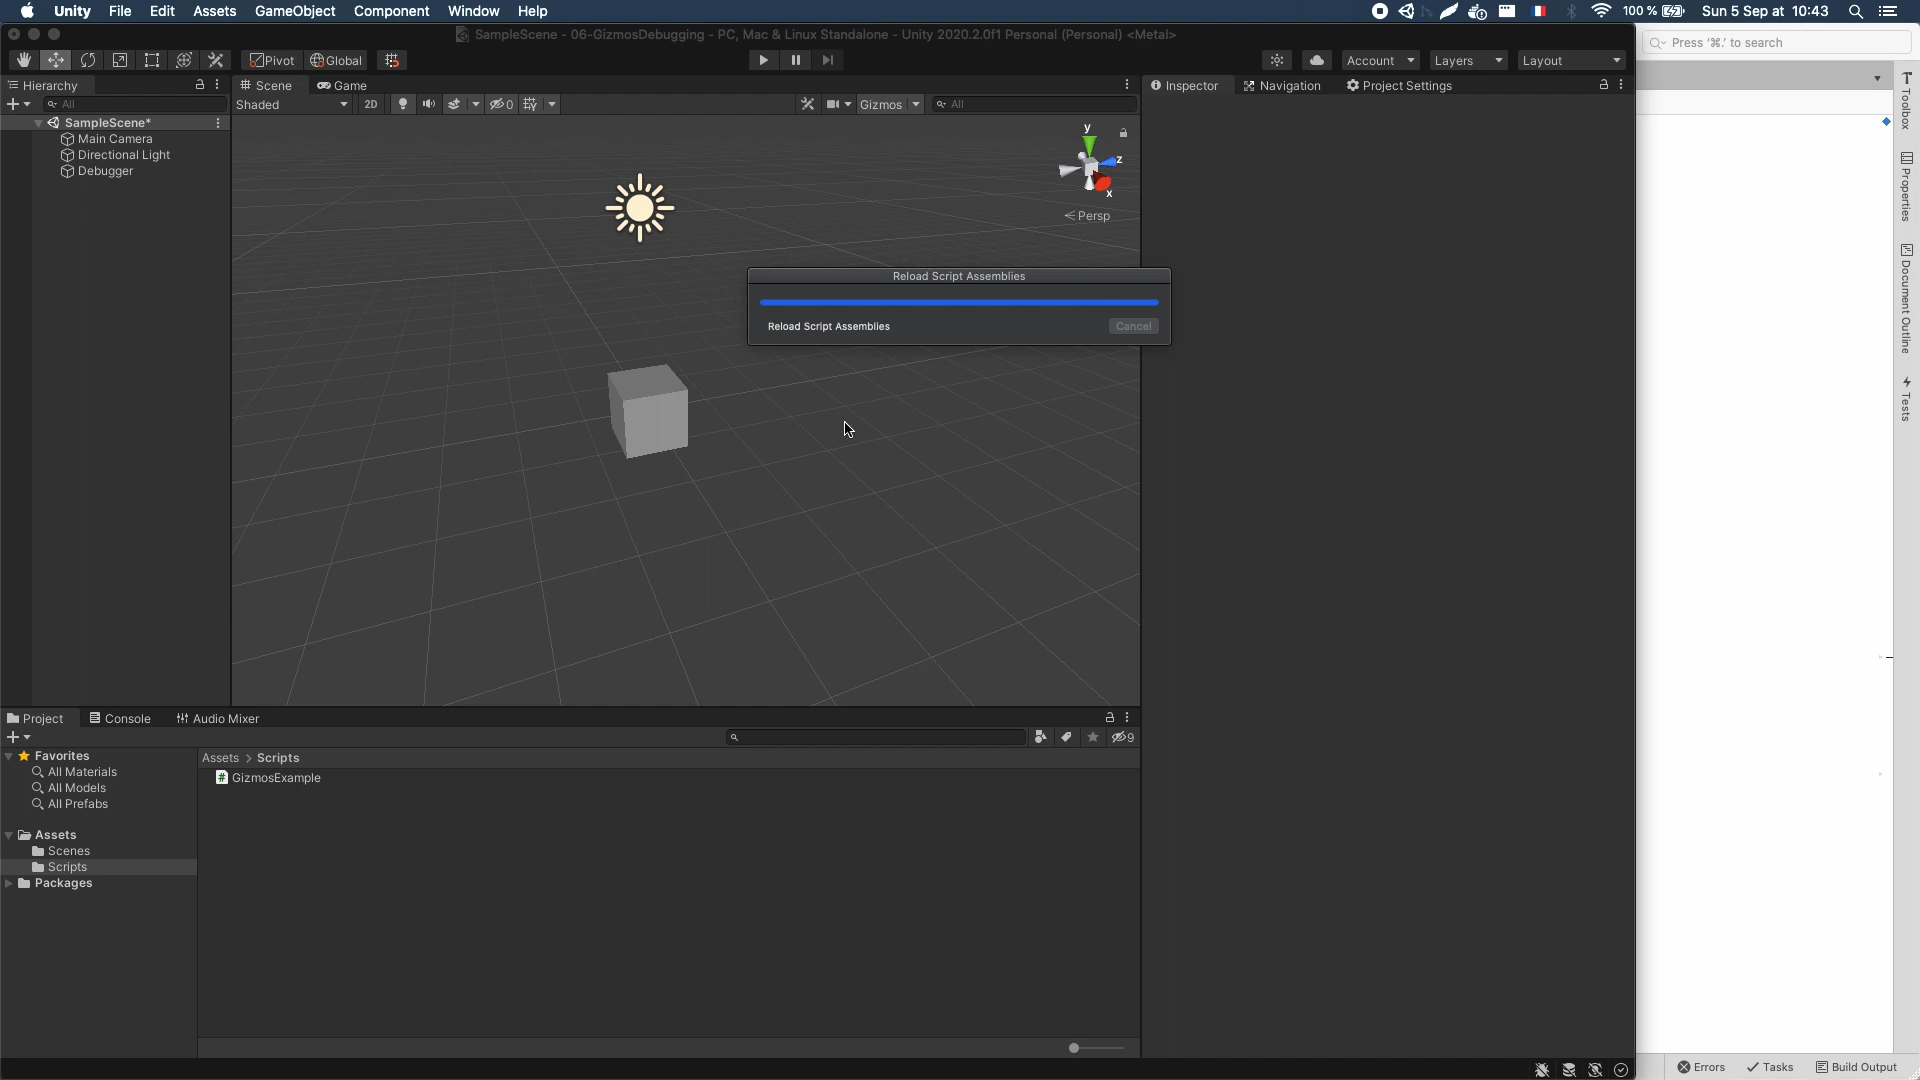 Unity File Edit Assets GameObject Component Window Help
100 % Sun 5 Sep at 10:43
SampleScene - 06-GizmosDebugging - PC, Mac & Linux Standalone - Unity 2020.2.0f1 Personal (Personal) <Metal>
Press '⌘.' to search
Pivot Global
Account Layers Layout
Hierarchy
Scene Game
Inspector Navigation Project Settings
All
Shaded 2D 0 Gizmos All
SampleScene*
Main Camera
Directional Light
Debugger
y
z
x
Persp
Reload Script Assemblies
Reload Script Assemblies Cancel
Toolbox
Properties
Document Outline
Tests
Project Console Audio Mixer
9
Favorites
All Materials
All Models
All Prefabs
Assets
Scenes
Scripts
Packages
Assets > Scripts
GizmosExample
Errors Tasks Build Output